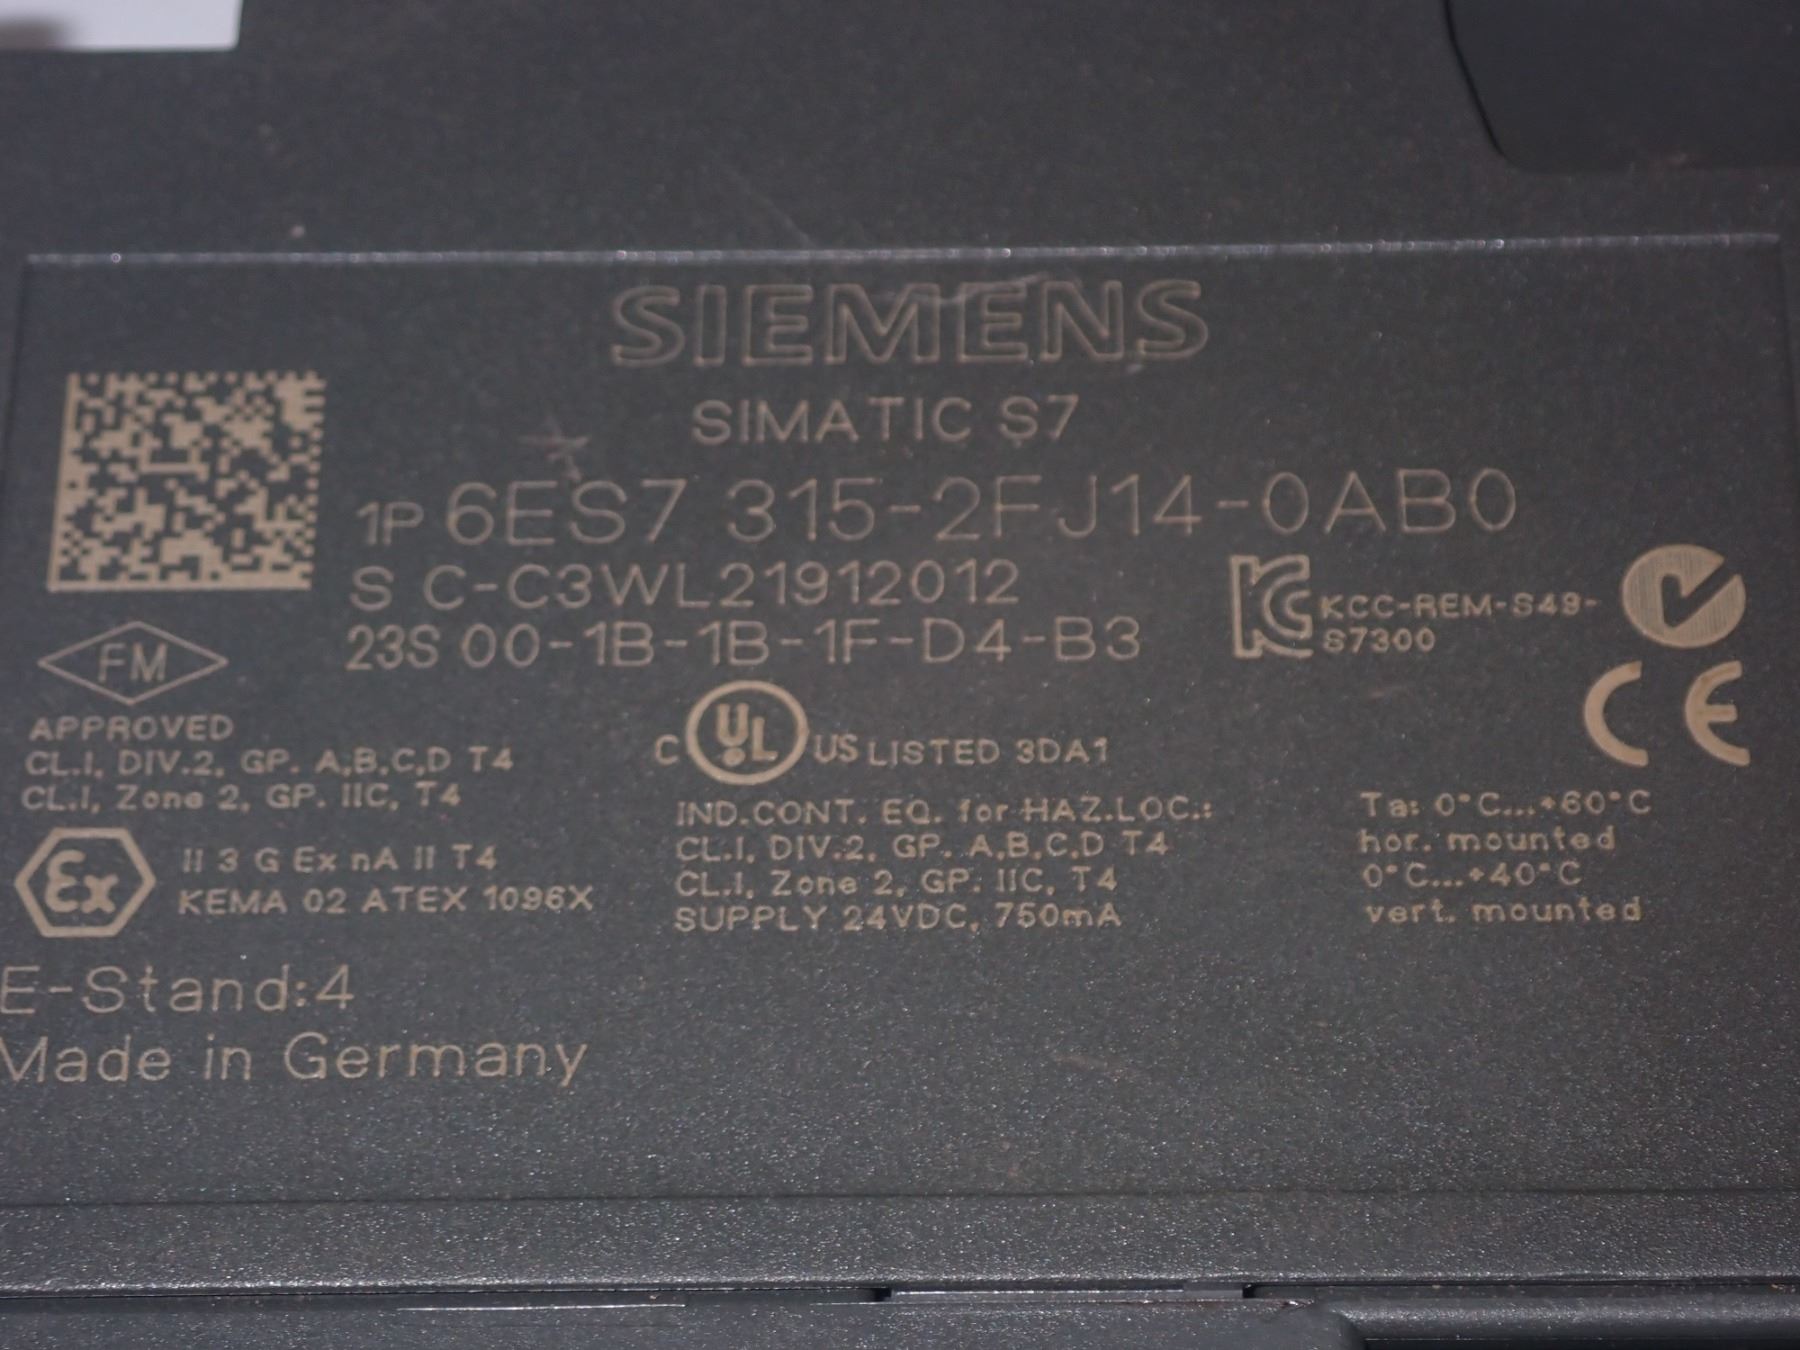 SIEMENS
SIMATIC S7
1P 6ES7 315-2FJ14-0AB0
S C-C3WL21912012
23S 00-1B-1B-1F-D4-B3
KCC-REM-S49-
S7300
FM
APPROVED
CL.I, DIV.2, GP. A,B,C,D T4
CL.I, Zone 2, GP. IIC, T4
C UL US LISTED 3DA1
IND.CONT. EQ. for HAZ.LOC.:
CL.I, DIV.2, GP. A,B,C,D T4
CL.I, Zone 2, GP. IIC, T4
SUPPLY 24VDC, 750mA
CE
Ta: 0°C...+60°C
hor. mounted
0°C...+40°C
vert. mounted
Ex II 3 G Ex nA II T4
KEMA 02 ATEX 1096X
E-Stand:4
Made in Germany